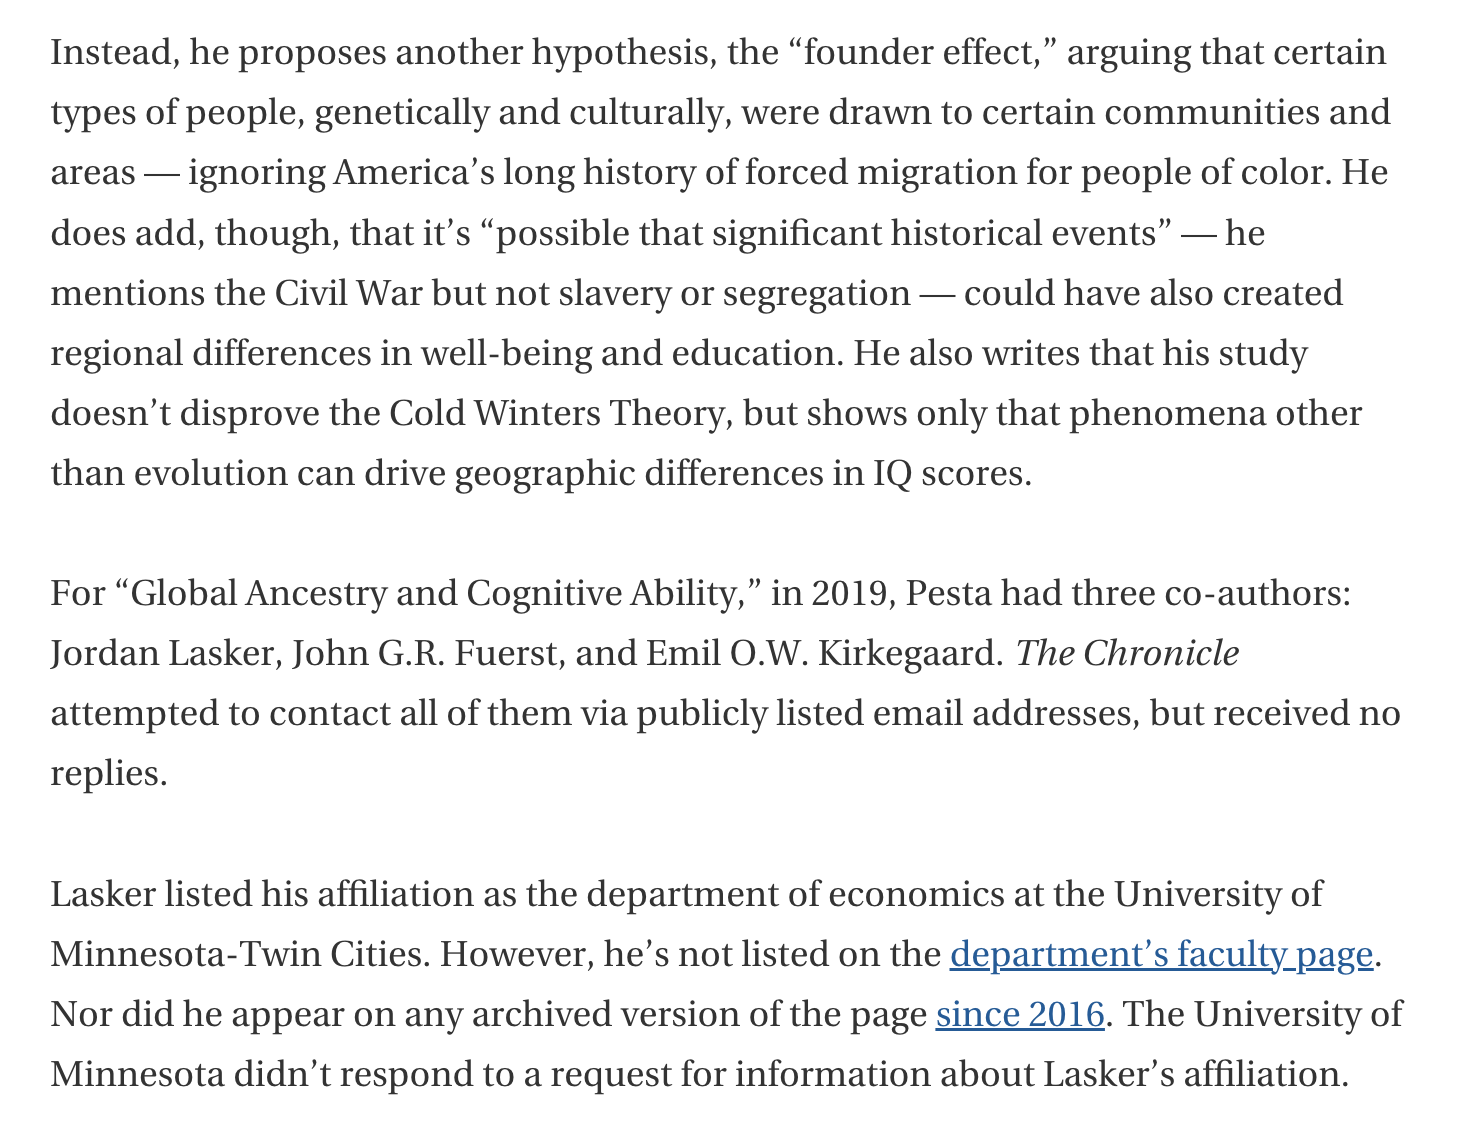 Instead, he proposes another hypothesis, the “founder effect,” arguing that certain
types of people, genetically and culturally, were drawn to certain communities and
areas — ignoring America’s long history of forced migration for people of color. He
does add, though, that it’s “possible that significant historical events” — he
mentions the Civil War but not slavery or segregation — could have also created
regional differences in well-being and education. He also writes that his study
doesn’t disprove the Cold Winters Theory, but shows only that phenomena other
than evolution can drive geographic differences in IQ scores.
For “Global Ancestry and Cognitive Ability,” in 2019, Pesta had three co-authors:
Jordan Lasker, John G.R. Fuerst, and Emil O.W. Kirkegaard. The Chronicle
attempted to contact all of them via publicly listed email addresses, but received no
replies.
Lasker listed his affiliation as the department of economics at the University of
Minnesota-Twin Cities. However, he’s not listed on the department’s faculty page.
Nor did he appear on any archived version of the page since 2016. The University of
Minnesota didn’t respond to a request for information about Lasker’s affiliation.